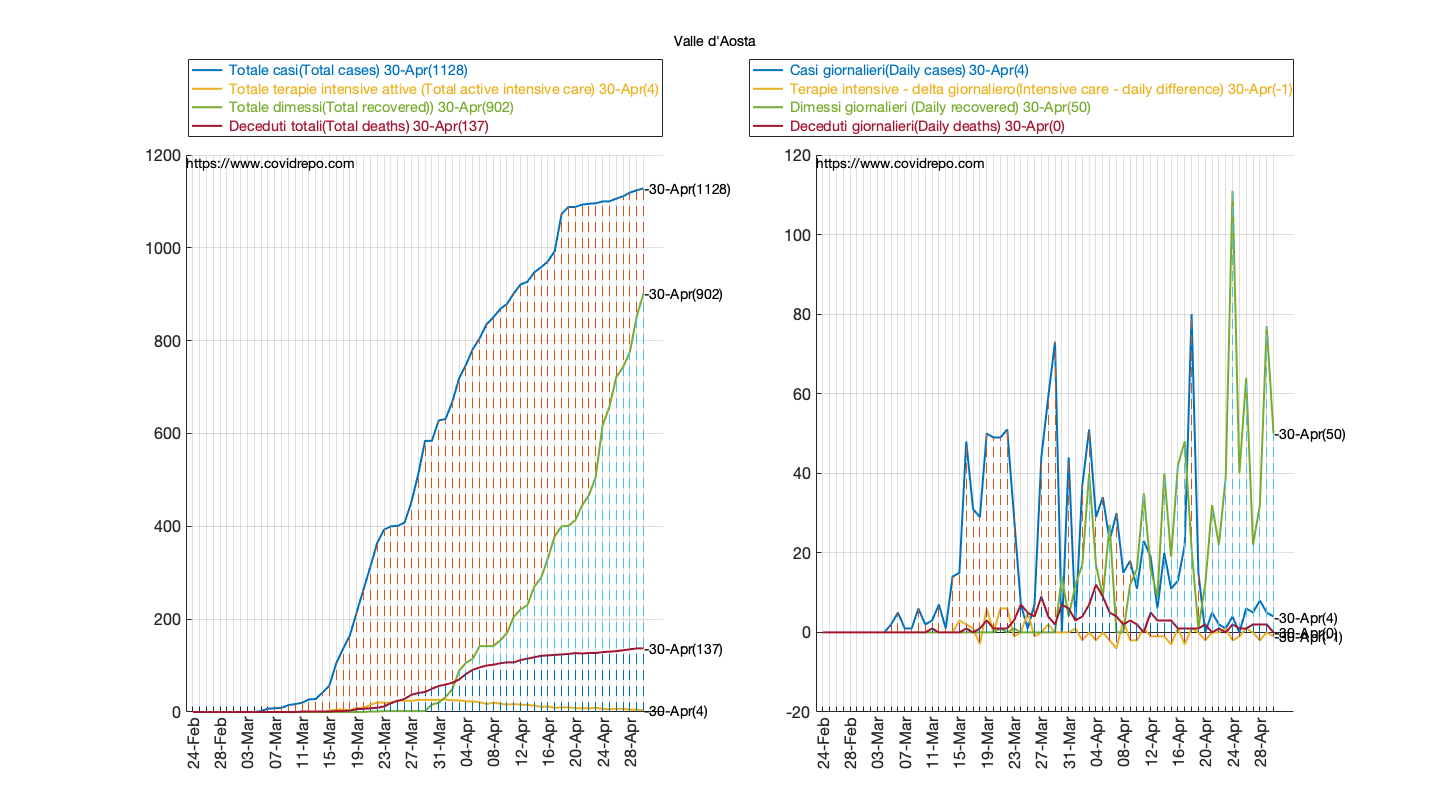 Valle d'Aosta
Totale casi(Total cases) 30-Apr(1128)
Totale terapie intensive attive (Total active intensive care) 30-Apr(4)
Totale dimessi(Total recovered)) 30-Apr(902)
Deceduti totali(Total deaths) 30-Apr(137)
Casi giornalieri(Daily cases) 30-Apr(4)
Terapie intensive - delta giornaliero(Intensive care - daily difference) 30-Apr(-1)
Dimessi giornalieri (Daily recovered) 30-Apr(50)
Deceduti giornalieri(Daily deaths) 30-Apr(0)
https://www.covidrepo.com
1200
1000
800
600
400
200
0
-30-Apr(1128)
-30-Apr(902)
-30-Apr(137)
-30-Apr(4)
24-Feb
28-Feb
03-Mar
07-Mar
11-Mar
15-Mar
19-Mar
23-Mar
27-Mar
31-Mar
04-Apr
08-Apr
12-Apr
16-Apr
20-Apr
24-Apr
28-Apr
https://www.covidrepo.com
120
100
80
60
40
20
0
-20
-30-Apr(50)
-30-Apr(4)
-30-Apr(0)
-30-Apr(-1)
24-Feb
28-Feb
03-Mar
07-Mar
11-Mar
15-Mar
19-Mar
23-Mar
27-Mar
31-Mar
04-Apr
08-Apr
12-Apr
16-Apr
20-Apr
24-Apr
28-Apr